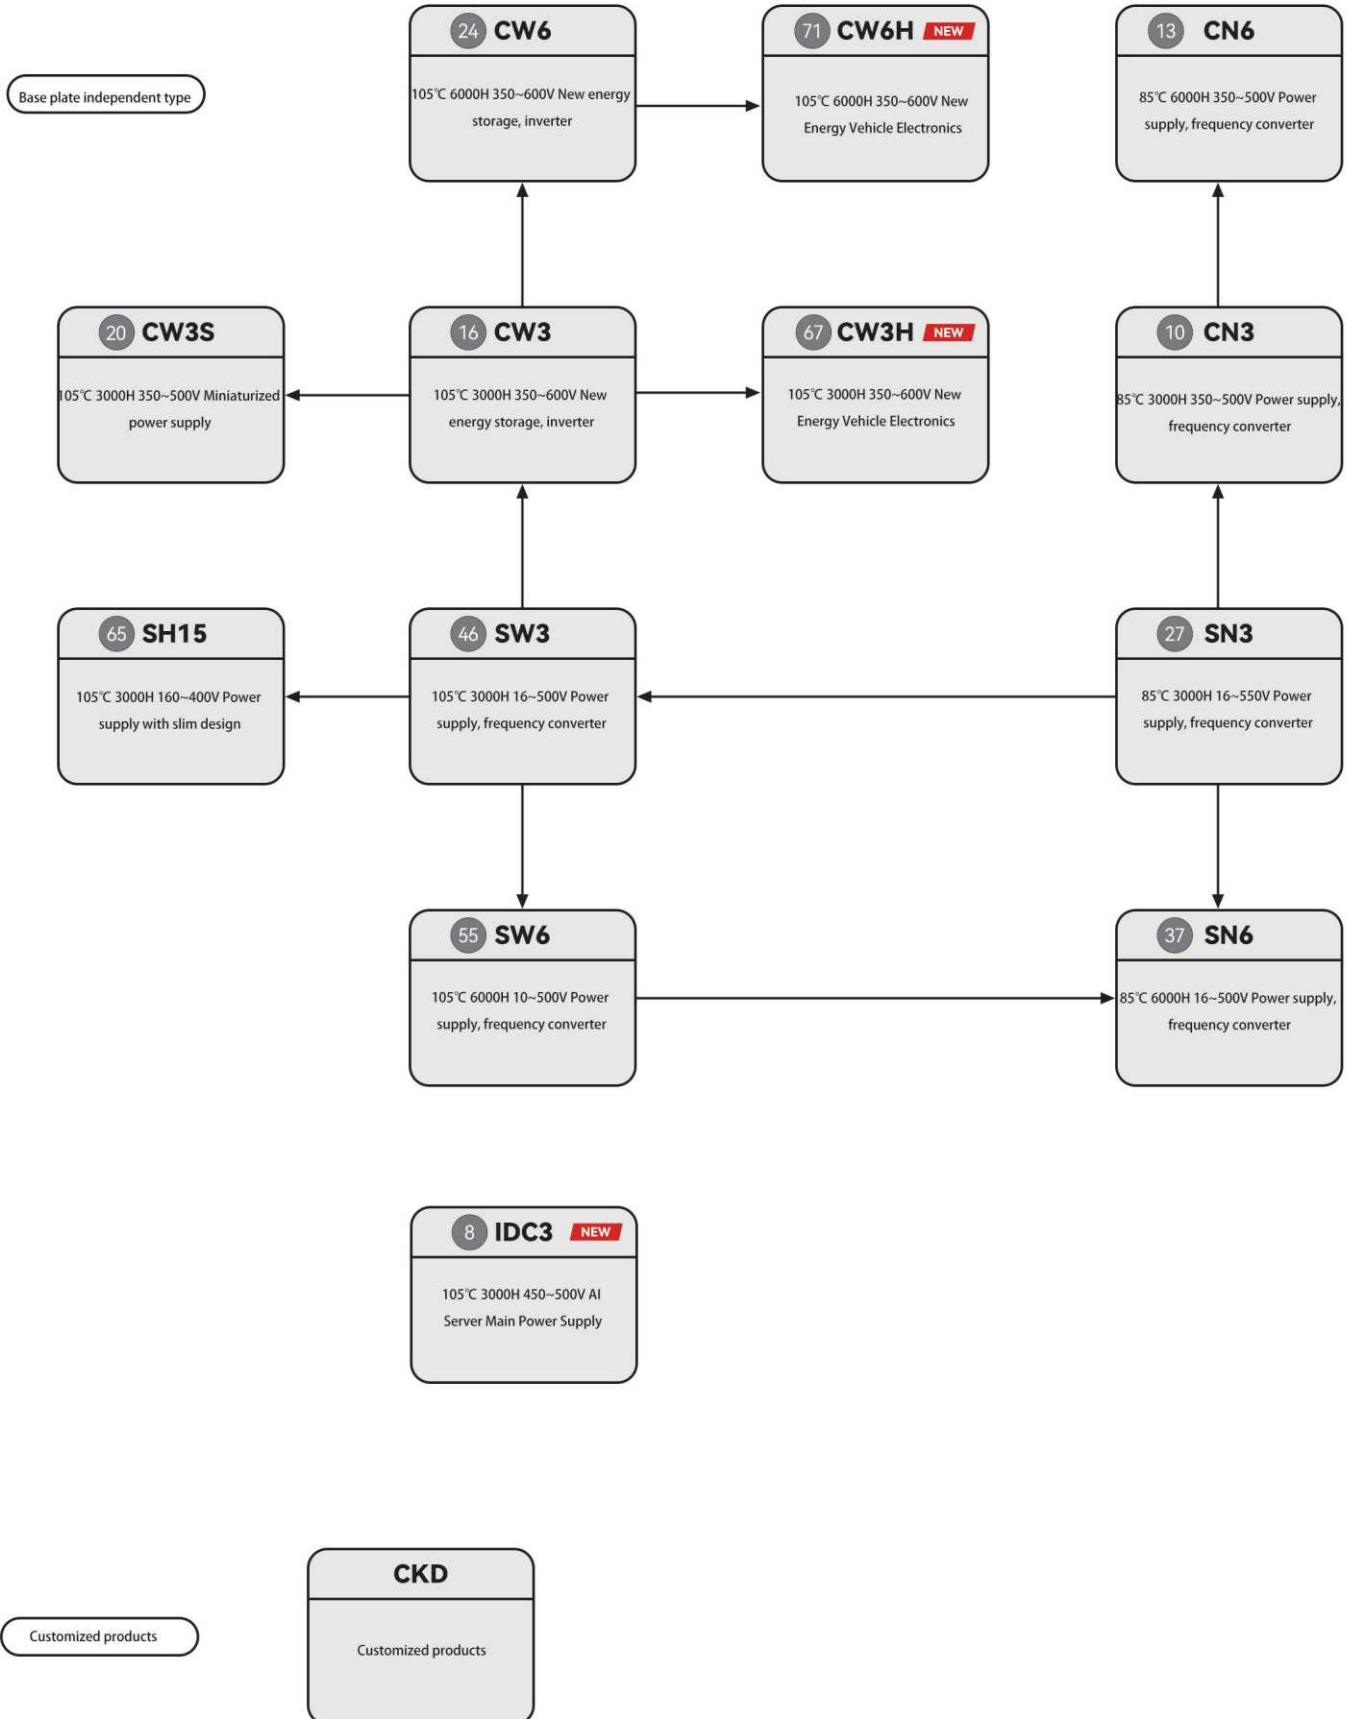 24 CW6
105℃ 6000H 350~600V New energy
storage, inverter
71 CW6H NEW
105℃ 6000H 350~600V New
Energy Vehicle Electronics
13 CN6
85℃ 6000H 350~500V Power
supply, frequency converter
Base plate independent type
20 CW3S
105℃ 3000H 350~500V Miniaturized
power supply
16 CW3
105℃ 3000H 350~600V New
energy storage, inverter
67 CW3H NEW
105℃ 3000H 350~600V New
Energy Vehicle Electronics
10 CN3
85℃ 3000H 350~500V Power supply,
frequency converter
65 SH15
105℃ 3000H 160~400V Power
supply with slim design
46 SW3
105℃ 3000H 16~500V Power
supply, frequency converter
27 SN3
85℃ 3000H 16~550V Power
supply, frequency converter
55 SW6
105℃ 6000H 10~500V Power
supply, frequency converter
37 SN6
85℃ 6000H 16~500V Power supply,
frequency converter
8 IDC3 NEW
105℃ 3000H 450~500V AI
Server Main Power Supply
CKD
Customized products
Customized products